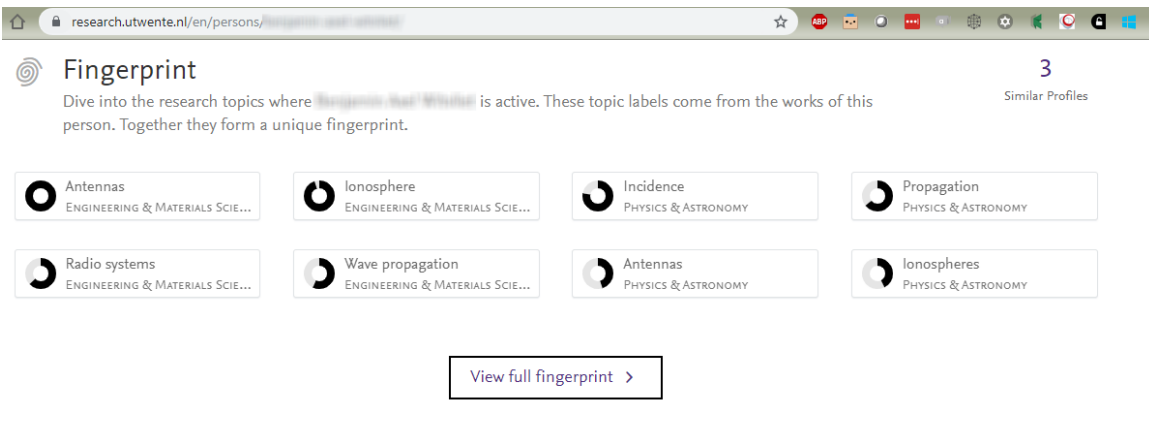 research.utwente.nl/en/persons/
ABP
Fingerprint
3
Dive into the research topics where is active. These topic labels come from the works of this
Similar Profiles
person. Together they form a unique fingerprint.
Antennas
Ionosphere
Incidence
Propagation
Engineering & Materials Scie...
Engineering & Materials Scie...
Physics & Astronomy
Physics & Astronomy
Radio systems
Wave propagation
Antennas
Ionospheres
Engineering & Materials Scie...
Engineering & Materials Scie...
Physics & Astronomy
Physics & Astronomy
View full fingerprint